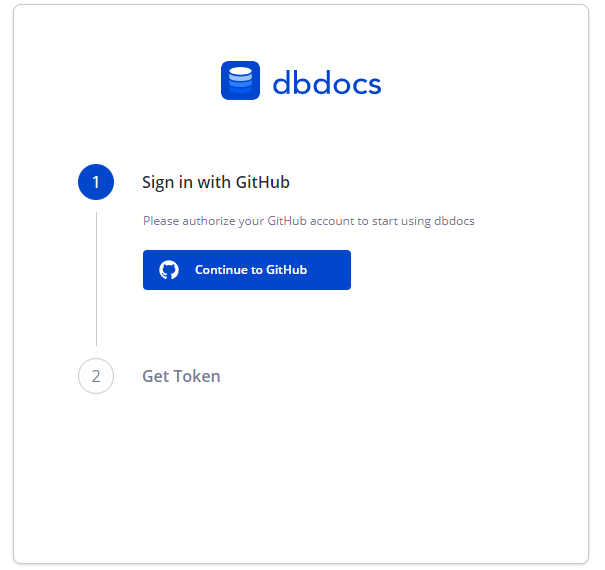 dbdocs
1
Sign in with GitHub
Please authorize your GitHub account to start using dbdocs
Continue to GitHub
2
Get Token